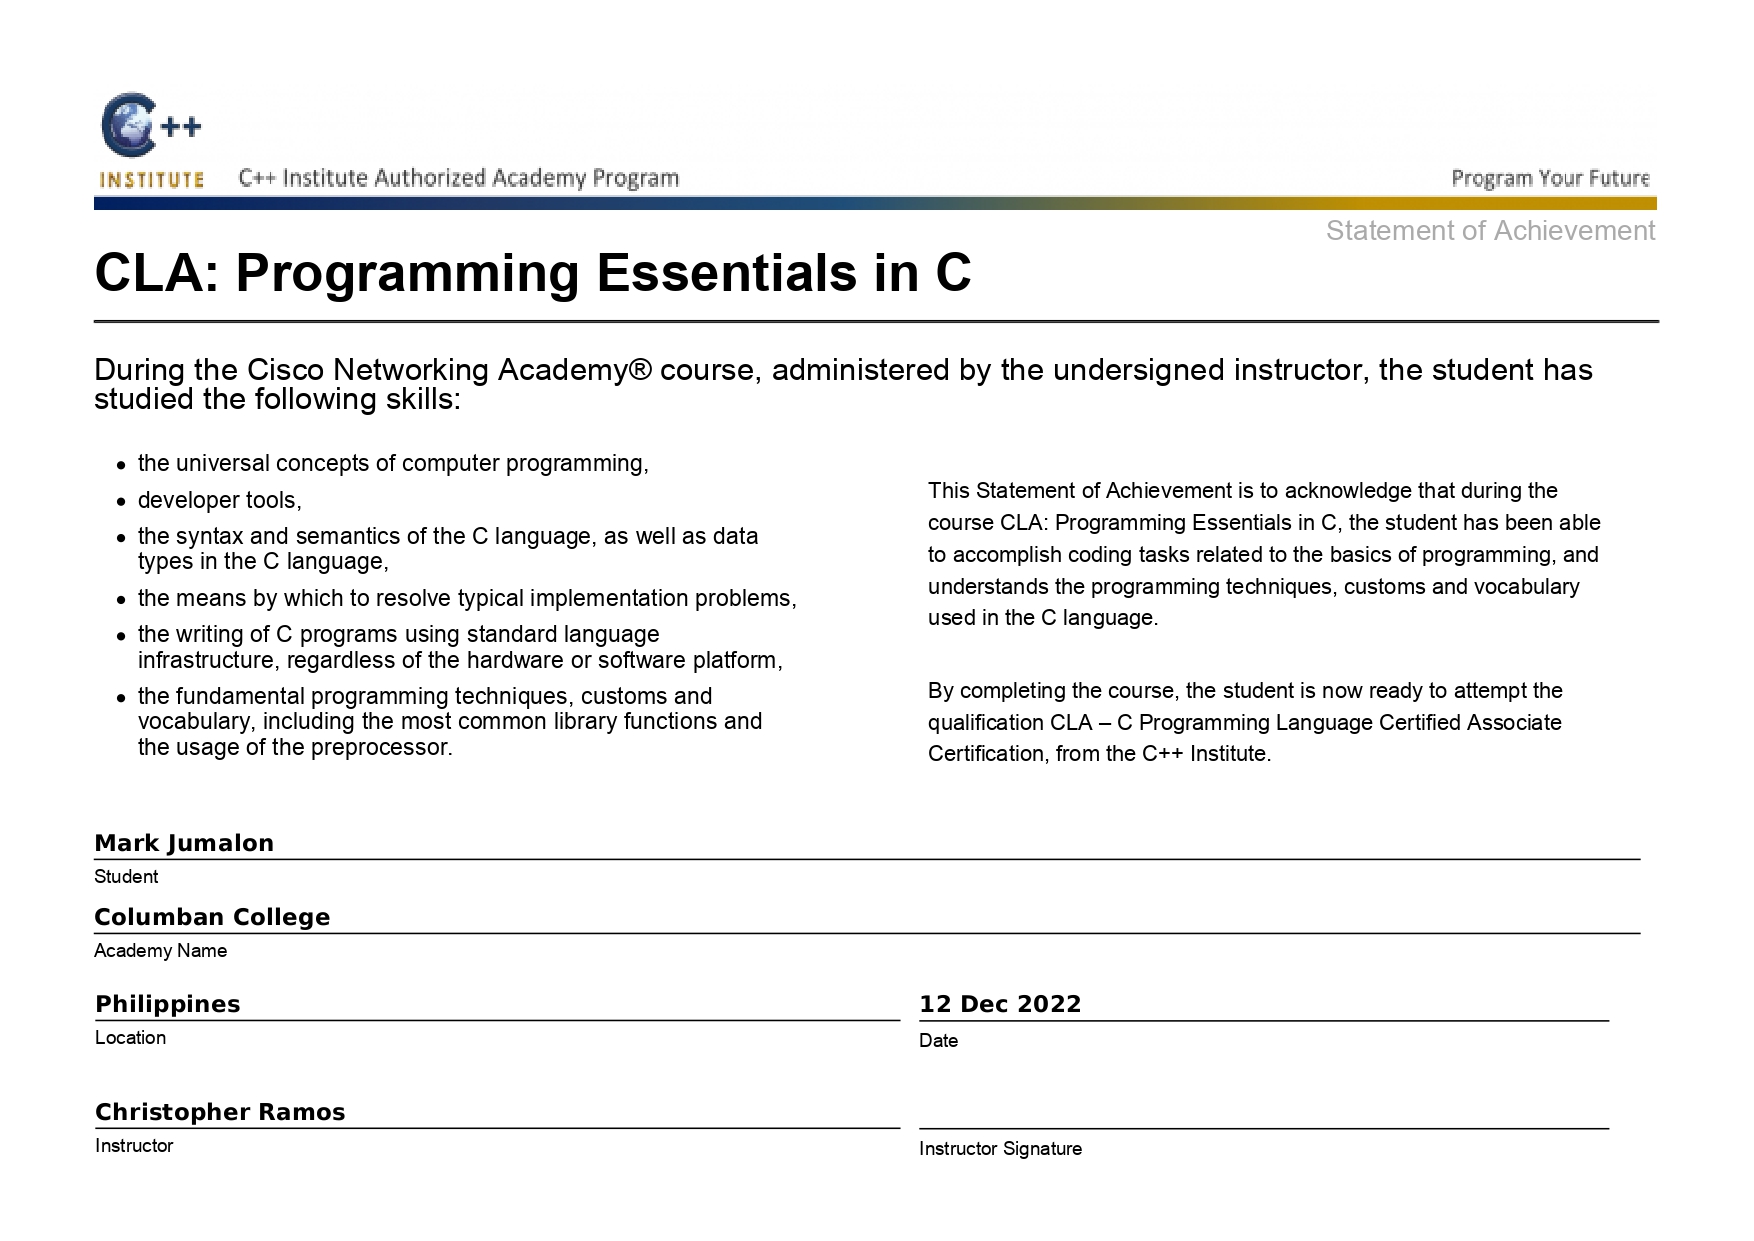 C++
INSTITUTE
C++ Institute Authorized Academy Program
Program Your Future
Statement of Achievement
CLA: Programming Essentials in C
During the Cisco Networking Academy® course, administered by the undersigned instructor, the student has
studied the following skills:
• the universal concepts of computer programming,
• developer tools,
• the syntax and semantics of the C language, as well as data
types in the C language,
• the means by which to resolve typical implementation problems,
• the writing of C programs using standard language
infrastructure, regardless of the hardware or software platform,
• the fundamental programming techniques, customs and
vocabulary, including the most common library functions and
the usage of the preprocessor.
This Statement of Achievement is to acknowledge that during the
course CLA: Programming Essentials in C, the student has been able
to accomplish coding tasks related to the basics of programming, and
understands the programming techniques, customs and vocabulary
used in the C language.
By completing the course, the student is now ready to attempt the
qualification CLA – C Programming Language Certified Associate
Certification, from the C++ Institute.
Mark Jumalon
Student
Columban College
Academy Name
Philippines
Location
12 Dec 2022
Date
Christopher Ramos
Instructor
Instructor Signature